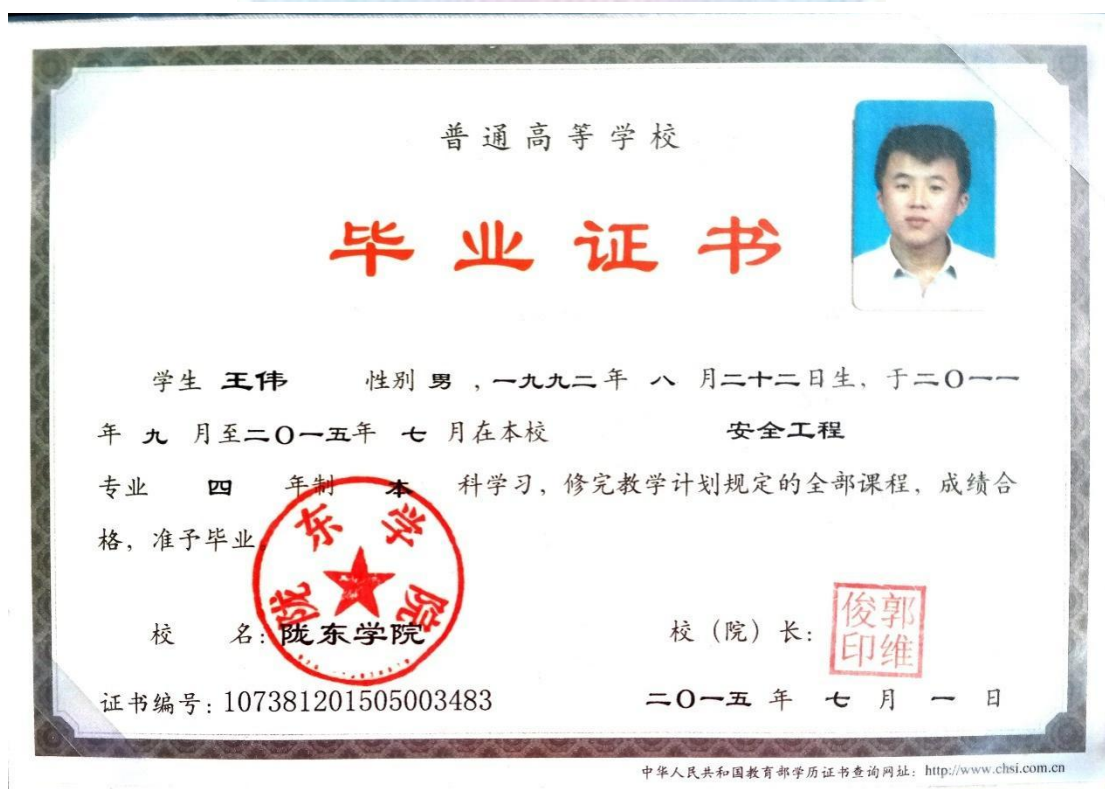 普通高等学校
毕业证书
学生 王伟 性别 男 ，一九九二年 八 月二十二日生，于二〇一一
年 九 月至二〇一五年 七 月在本校 安全工程
专业 四 年制 本 科学习，修完教学计划规定的全部课程，成绩合
格，准予毕业。
陇东学院
校 名：陇东学院 校（院）长：
郭维俊印
证书编号：107381201505003483 二〇一五 年 七 月 一 日
中华人民共和国教育部学历证书查询网址：http://www.chsi.com.cn